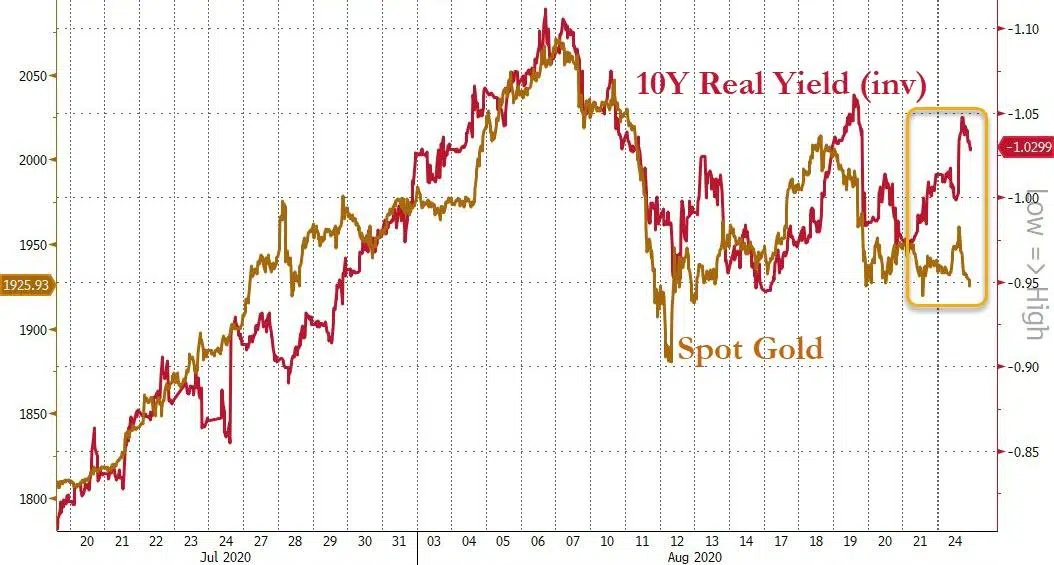 10Y Real Yield (inv)
Spot Gold
2050
2000
1950
1925.93
1900
1850
1800
-1.10
-1.05
-1.0299
-1.00
-0.95
-0.90
-0.85
Low => High
20 21 22 23 24 27 28 29 30 31 03 04 05 06 07 10 11 12 13 14 17 18 19 20 21 24
Jul 2020 Aug 2020